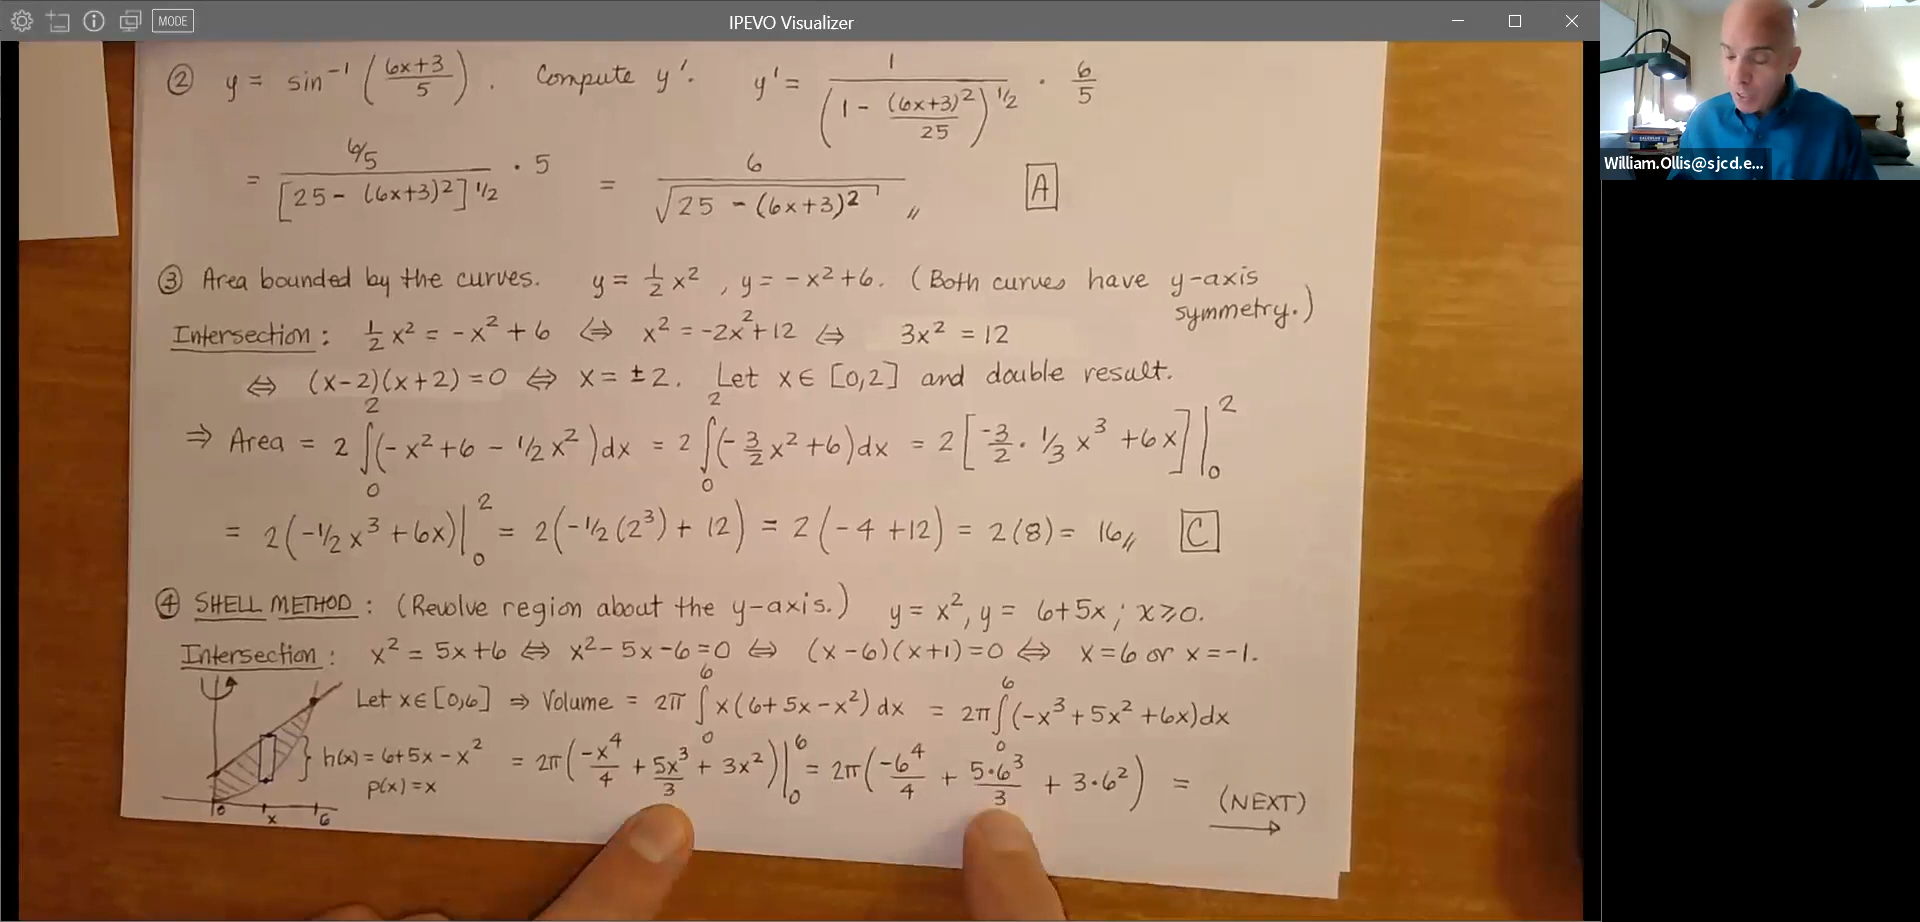 MODE
IPEVO Visualizer
William.Ollis@sjcd.e...
② y = sin⁻¹ ((6x+3)/5). Compute y'. y' = 1/(1 - (6x+3)²/25)^1/2 · 6/5
= (6/5)/[25 - (6x+3)²]^1/2 · 5 = 6/√(25 - (6x+3)²) // A
③ Area bounded by the curves. y = 1/2 x², y = -x²+6. (Both curves have y-axis
symmetry.)
Intersection: 1/2 x² = -x² + 6 ⇔ x² = -2x²+12 ⇔ 3x² = 12
⇔ (x-2)(x+2) = 0 ⇔ x = ±2. Let x ∈ [0,2] and double result.
⇒ Area = 2 ∫₀² (-x²+6 - 1/2 x²)dx = 2 ∫₀² (-3/2 x² + 6)dx = 2 [-3/2 · 1/3 x³ + 6x]|₀²
= 2(-1/2 x³ + 6x)|₀² = 2(-1/2 (2³) + 12) = 2(-4 + 12) = 2(8) = 16 // C
④ SHELL METHOD: (Revolve region about the y-axis.) y = x², y = 6+5x; x ≥ 0.
Intersection: x² = 5x+6 ⇔ x² - 5x - 6 = 0 ⇔ (x-6)(x+1) = 0 ⇔ x = 6 or x = -1.
Let x ∈ [0,6] ⇒ Volume = 2π ∫₀⁶ x(6+5x-x²)dx = 2π ∫₀⁶ (-x³ + 5x² + 6x)dx
h(x) = 6+5x - x² = 2π(-x⁴/4 + 5x³/3 + 3x²)|₀⁶ = 2π(-6⁴/4 + 5·6³/3 + 3·6²) =
p(x) = x
(NEXT)
0 x 6